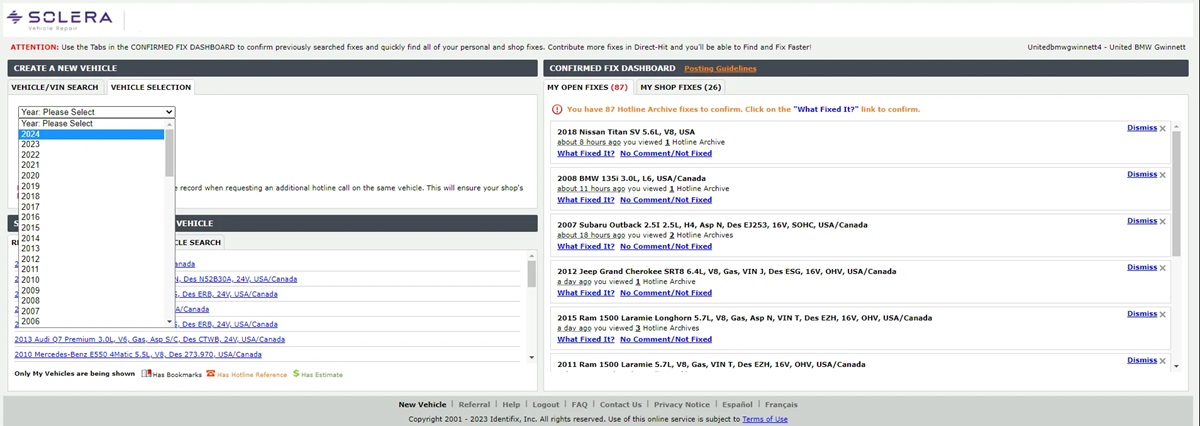 SOLERA
Vehicle Repair
ATTENTION: Use the Tabs in the CONFIRMED FIX DASHBOARD to confirm previously searched fixes and quickly find all of your personal and shop fixes. Contribute more fixes in Direct-Hit and you'll be able to Find and Fix Faster!
Unitedbmwgwinnett4 - United BMW Gwinnett
CREATE A NEW VEHICLE
VEHICLE/VIN SEARCH VEHICLE SELECTION
Year: Please Select
Year: Please Select
2024
2023
2022
2021
2020
2019
2018
2017
2016
2015
2014
2013
2012
2011
2010
2009
2008
2007
2006
e record when requesting an additional hotline call on the same vehicle. This will ensure your shop's
VEHICLE
CLE SEARCH
anada
N, Des N52B30A, 24V, USA/Canada
S, Des ERB, 24V, USA/Canada
A/Canada
S, Des ERB, 24V, USA/Canada
2013 Audi Q7 Premium 3.0L, V6, Gas, Asp S/C, Des CTWB, 24V, USA/Canada
2010 Mercedes-Benz E550 4Matic 5.5L, V8, Des 273.970, USA/Canada
Only My Vehicles are being shown Has Bookmarks Has Hotline Reference Has Estimate
CONFIRMED FIX DASHBOARD Posting Guidelines
MY OPEN FIXES (87) MY SHOP FIXES (26)
You have 87 Hotline Archive fixes to confirm. Click on the "What Fixed It?" link to confirm.
2018 Nissan Titan SV 5.6L, V8, USA Dismiss
about 8 hours ago you viewed 1 Hotline Archive
What Fixed It? No Comment/Not Fixed
2008 BMW 135i 3.0L, L6, USA/Canada Dismiss
about 11 hours ago you viewed 1 Hotline Archive
What Fixed It? No Comment/Not Fixed
2007 Subaru Outback 2.5I 2.5L, H4, Asp N, Des EJ253, 16V, SOHC, USA/Canada Dismiss
about 18 hours ago you viewed 2 Hotline Archives
What Fixed It? No Comment/Not Fixed
2012 Jeep Grand Cherokee SRT8 6.4L, V8, Gas, VIN J, Des ESG, 16V, OHV, USA/Canada Dismiss
a day ago you viewed 1 Hotline Archive
What Fixed It? No Comment/Not Fixed
2015 Ram 1500 Laramie Longhorn 5.7L, V8, Gas, Asp N, VIN T, Des EZH, 16V, OHV, USA/Canada Dismiss
a day ago you viewed 3 Hotline Archives
What Fixed It? No Comment/Not Fixed
2011 Ram 1500 Laramie 5.7L, V8, Gas, VIN T, Des EZH, 16V, OHV, USA/Canada Dismiss
New Vehicle | Referral | Help | Logout | FAQ | Contact Us | Privacy Notice | Español | Français
Copyright 2001 - 2023 Identifix, Inc. All rights reserved. Use of this online service is subject to Terms of Use